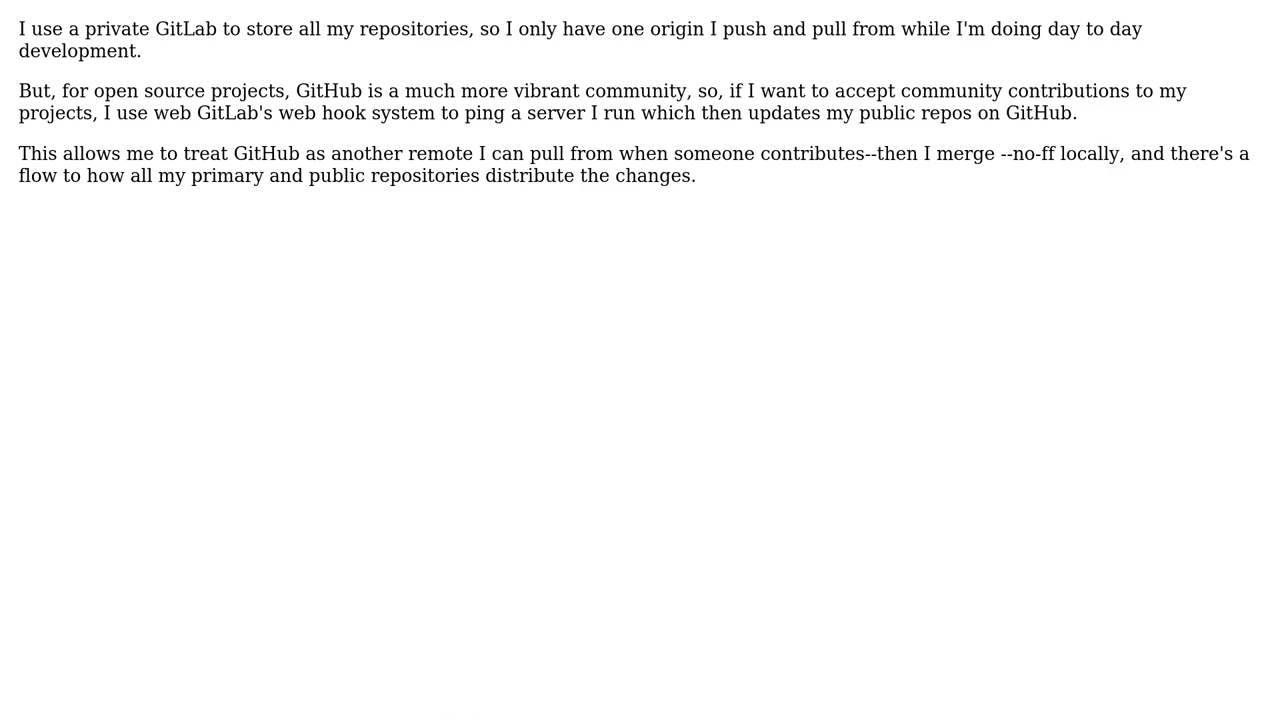 I use a private GitLab to store all my repositories, so I only have one origin I push and pull from while I'm doing day to day
development.
But, for open source projects, GitHub is a much more vibrant community, so, if I want to accept community contributions to my
projects, I use web GitLab's web hook system to ping a server I run which then updates my public repos on GitHub.
This allows me to treat GitHub as another remote I can pull from when someone contributes--then I merge --no-ff locally, and there's a
flow to how all my primary and public repositories distribute the changes.